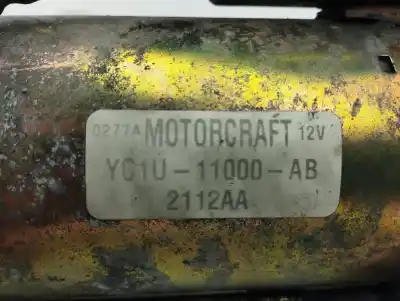 0277A MOTORCRAFT 12V
YC1U-11000-AB
2112AA